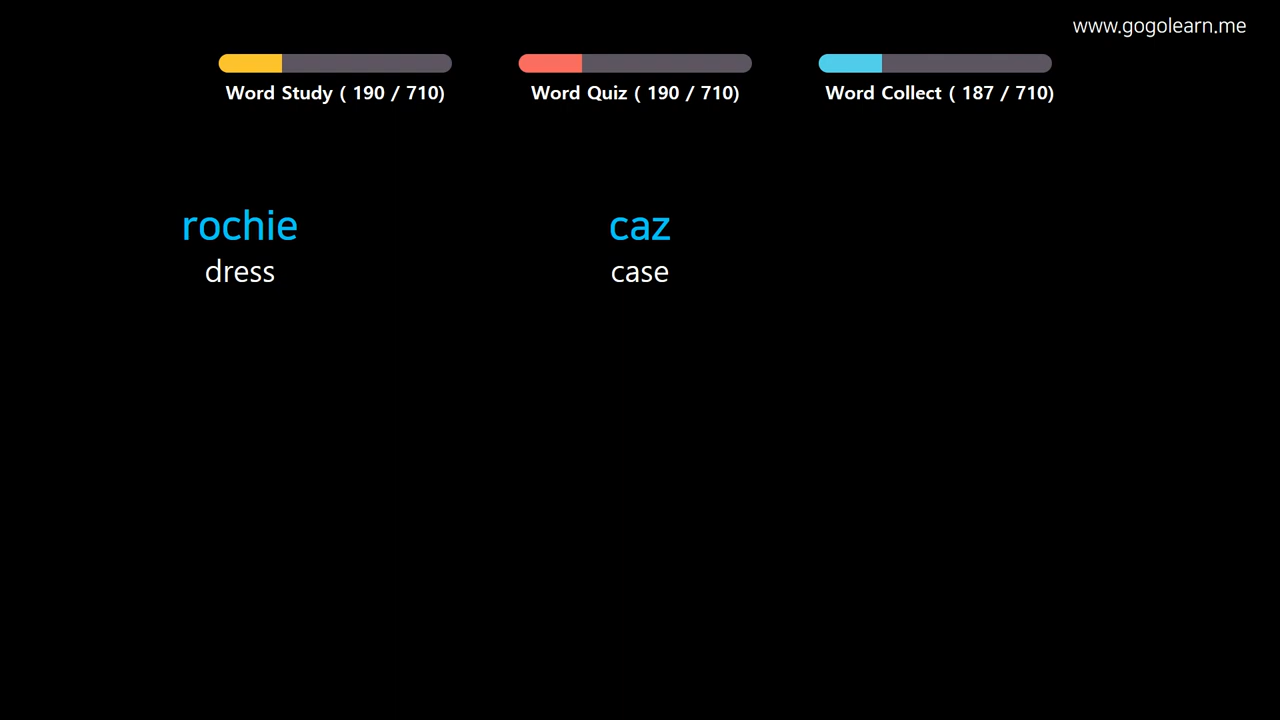 www.gogolearn.me
Word Study ( 190 / 710)
Word Quiz ( 190 / 710)
Word Collect ( 187 / 710)
rochie
dress
caz
case